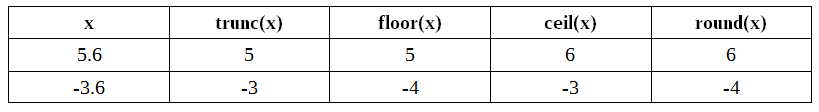 x trunc(x) floor(x) ceil(x) round(x)
5.6 5 5 6 6
-3.6 -3 -4 -3 -4